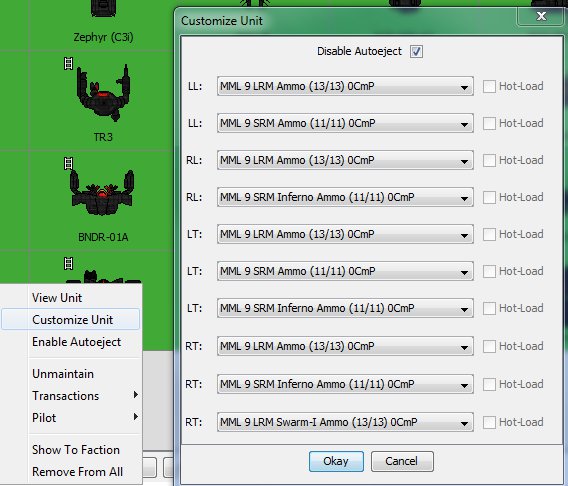 Zephyr (C3i)
TR3
BNDR-01A
View Unit
Customize Unit
Enable Autoeject
Unmaintain
Transactions
Pilot
Show To Faction
Remove From All
Customize Unit
Disable Autoeject
LL: MML 9 LRM Ammo (13/13) 0CmP Hot-Load
LL: MML 9 SRM Ammo (11/11) 0CmP Hot-Load
RL: MML 9 LRM Ammo (13/13) 0CmP Hot-Load
RL: MML 9 SRM Inferno Ammo (11/11) 0CmP Hot-Load
LT: MML 9 LRM Ammo (13/13) 0CmP Hot-Load
LT: MML 9 SRM Ammo (11/11) 0CmP Hot-Load
LT: MML 9 SRM Inferno Ammo (11/11) 0CmP Hot-Load
RT: MML 9 LRM Ammo (13/13) 0CmP Hot-Load
RT: MML 9 SRM Inferno Ammo (11/11) 0CmP Hot-Load
RT: MML 9 LRM Swarm-I Ammo (13/13) 0CmP Hot-Load
Okay Cancel